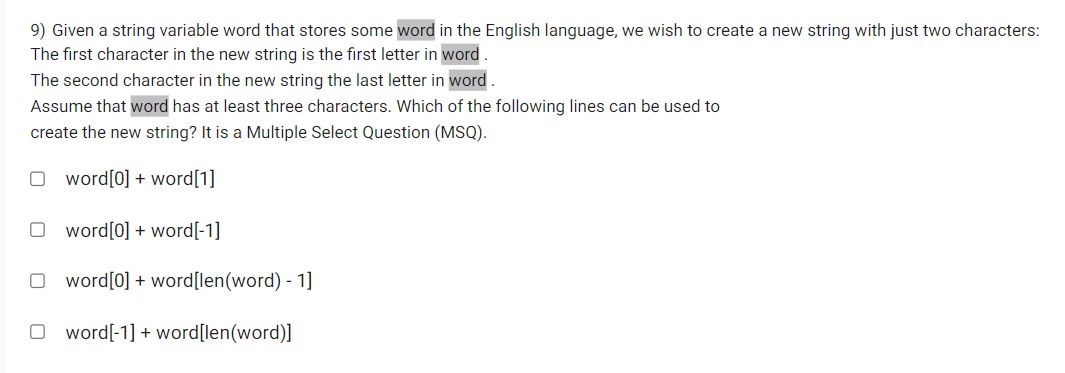 9) Given a string variable word that stores some word in the English language, we wish to create a new string with just two characters:
The first character in the new string is the first letter in word .
The second character in the new string the last letter in word .
Assume that word has at least three characters. Which of the following lines can be used to
create the new string? It is a Multiple Select Question (MSQ).
word[0] + word[1]
word[0] + word[-1]
word[0] + word[len(word) - 1]
word[-1] + word[len(word)]